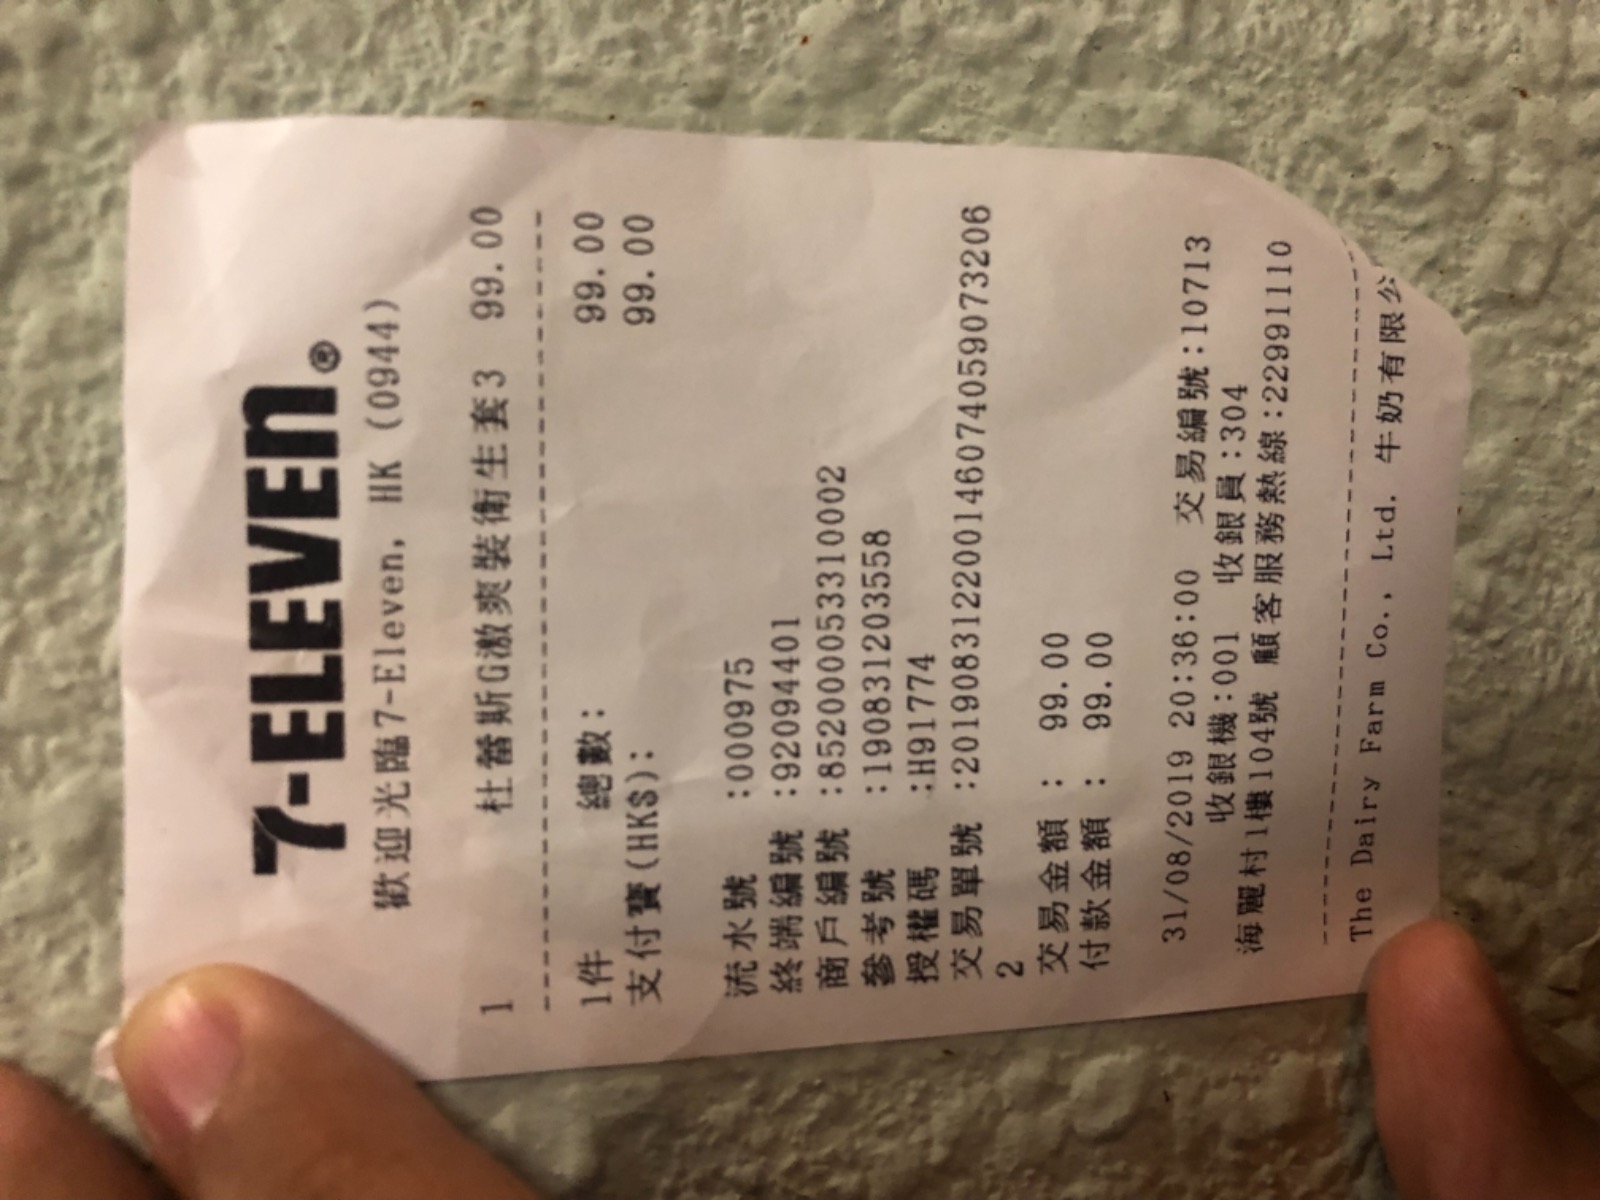 7-ELEVEN®
歡迎光臨7-Eleven, HK (0944)
1 杜蕾斯G激爽裝衛生套3 99.00
1件 總數: 99.00
支付寶(HK$): 99.00
流水號 :000975
終端編號 :92094401
商戶編號 :852000053310002
參考號 :190831203558
授權碼 :H91774
交易單號 :201908312200146074059073206
2
交易金額 : 99.00
付款金額 : 99.00
31/08/2019 20:36:00 交易編號:10713
收銀機:001 收銀員:304
海麗村1樓104號 顧客服務熱線:22991110
The Dairy Farm Co., Ltd. 牛奶有限公